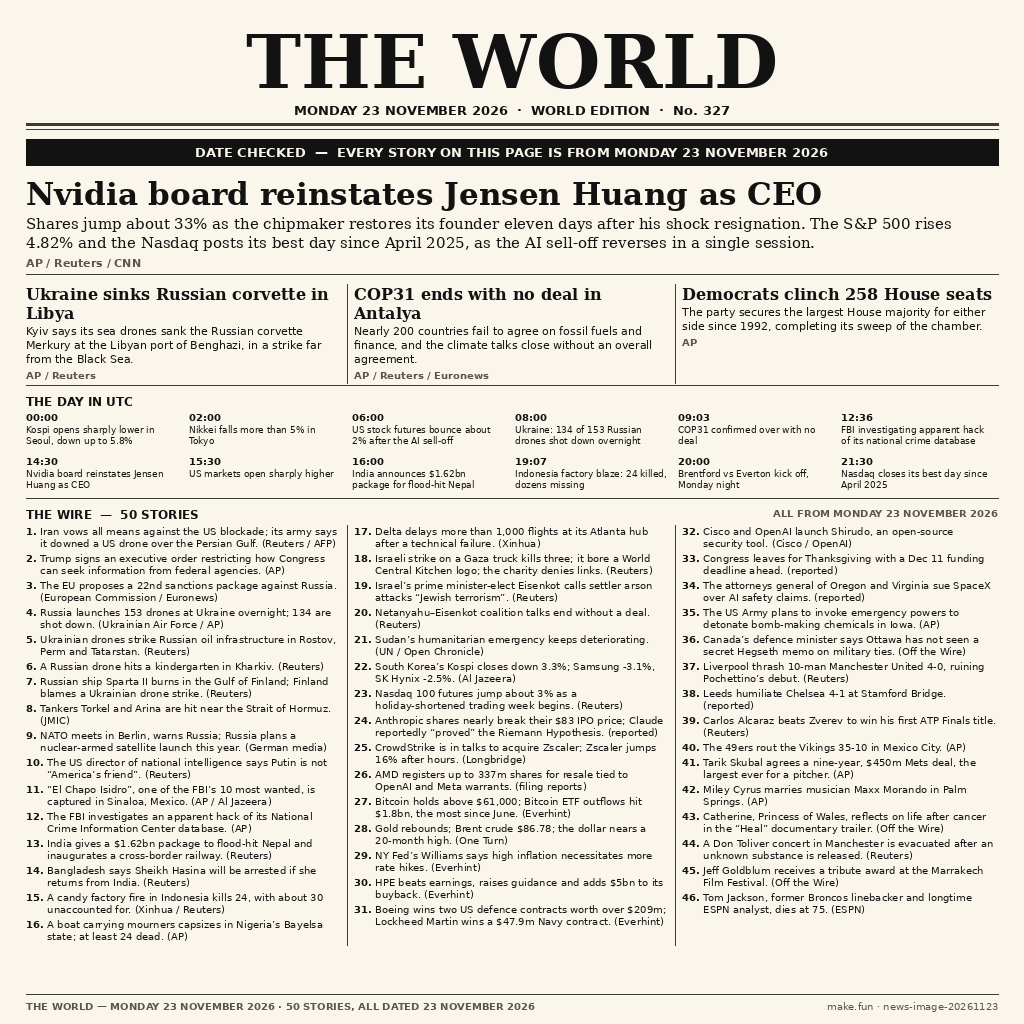 THE WORLD
MONDAY 23 NOVEMBER 2026 · WORLD EDITION · No. 327
DATE CHECKED — EVERY STORY ON THIS PAGE IS FROM MONDAY 23 NOVEMBER 2026
Nvidia board reinstates Jensen Huang as CEO
Shares jump about 33% as the chipmaker restores its founder eleven days after his shock resignation. The S&P 500 rises
4.82% and the Nasdaq posts its best day since April 2025, as the AI sell-off reverses in a single session.
AP / Reuters / CNN
Ukraine sinks Russian corvette in
Libya
Kyiv says its sea drones sank the Russian corvette
Merkury at the Libyan port of Benghazi, in a strike far
from the Black Sea.
AP / Reuters
COP31 ends with no deal in
Antalya
Nearly 200 countries fail to agree on fossil fuels and
finance, and the climate talks close without an overall
agreement.
AP / Reuters / Euronews
Democrats clinch 258 House seats
The party secures the largest House majority for either
side since 1992, completing its sweep of the chamber.
AP
THE DAY IN UTC
00:00
Kospi opens sharply lower in
Seoul, down up to 5.8%
02:00
Nikkei falls more than 5% in
Tokyo
06:00
US stock futures bounce about
2% after the AI sell-off
08:00
Ukraine: 134 of 153 Russian
drones shot down overnight
09:03
COP31 confirmed over with no
deal
12:36
FBI investigating apparent hack
of its national crime database
14:30
Nvidia board reinstates Jensen
Huang as CEO
15:30
US markets open sharply higher
16:00
India announces $1.62bn
package for flood-hit Nepal
19:07
Indonesia factory blaze: 24 killed,
dozens missing
20:00
Brentford vs Everton kick off,
Monday night
21:30
Nasdaq closes its best day since
April 2025
THE WIRE — 50 STORIES
ALL FROM MONDAY 23 NOVEMBER 2026
1. Iran vows all means against the US blockade; its army says
it downed a US drone over the Persian Gulf. (Reuters / AFP)
2. Trump signs an executive order restricting how Congress
can seek information from federal agencies. (AP)
3. The EU proposes a 22nd sanctions package against Russia.
(European Commission / Euronews)
4. Russia launches 153 drones at Ukraine overnight; 134 are
shot down. (Ukrainian Air Force / AP)
5. Ukrainian drones strike Russian oil infrastructure in Rostov,
Perm and Tatarstan. (Reuters)
6. A Russian drone hits a kindergarten in Kharkiv. (Reuters)
7. Russian ship Sparta II burns in the Gulf of Finland; Finland
blames a Ukrainian drone strike. (Reuters)
8. Tankers Torkel and Arina are hit near the Strait of Hormuz.
(JMIC)
9. NATO meets in Berlin, warns Russia; Russia plans a
nuclear-armed satellite launch this year. (German media)
10. The US director of national intelligence says Putin is not
“America’s friend”. (Reuters)
11. “El Chapo Isidro”, one of the FBI’s 10 most wanted, is
captured in Sinaloa, Mexico. (AP / Al Jazeera)
12. The FBI investigates an apparent hack of its National
Crime Information Center database. (AP)
13. India gives a $1.62bn package to flood-hit Nepal and
inaugurates a cross-border railway. (Reuters)
14. Bangladesh says Sheikh Hasina will be arrested if she
returns from India. (Reuters)
15. A candy factory fire in Indonesia kills 24, with about 30
unaccounted for. (Xinhua / Reuters)
16. A boat carrying mourners capsizes in Nigeria’s Bayelsa
state; at least 24 dead. (AP)
17. Delta delays more than 1,000 flights at its Atlanta hub
after a technical failure. (Xinhua)
18. Israeli strike on a Gaza truck kills three; it bore a World
Central Kitchen logo; the charity denies links. (Reuters)
19. Israel’s prime minister-elect Eisenkot calls settler arson
attacks “Jewish terrorism”. (Reuters)
20. Netanyahu–Eisenkot coalition talks end without a deal.
(Reuters)
21. Sudan’s humanitarian emergency keeps deteriorating.
(UN / Open Chronicle)
22. South Korea’s Kospi closes down 3.3%; Samsung -3.1%,
SK Hynix -2.5%. (Al Jazeera)
23. Nasdaq 100 futures jump about 3% as a
holiday-shortened trading week begins. (Reuters)
24. Anthropic shares nearly break their $83 IPO price; Claude
reportedly “proved” the Riemann Hypothesis. (reported)
25. CrowdStrike is in talks to acquire Zscaler; Zscaler jumps
16% after hours. (Longbridge)
26. AMD registers up to 337m shares for resale tied to
OpenAI and Meta warrants. (filing reports)
27. Bitcoin holds above $61,000; Bitcoin ETF outflows hit
$1.8bn, the most since June. (Everhint)
28. Gold rebounds; Brent crude $86.78; the dollar nears a
20-month high. (One Turn)
29. NY Fed’s Williams says high inflation necessitates more
rate hikes. (Everhint)
30. HPE beats earnings, raises guidance and adds $5bn to its
buyback. (Everhint)
31. Boeing wins two US defence contracts worth over $209m;
Lockheed Martin wins a $47.9m Navy contract. (Everhint)
32. Cisco and OpenAI launch Shirudo, an open-source
security tool. (Cisco / OpenAI)
33. Congress leaves for Thanksgiving with a Dec 11 funding
deadline ahead. (reported)
34. The attorneys general of Oregon and Virginia sue SpaceX
over AI safety claims. (reported)
35. The US Army plans to invoke emergency powers to
detonate bomb-making chemicals in Iowa. (AP)
36. Canada’s defence minister says Ottawa has not seen a
secret Hegseth memo on military ties. (Off the Wire)
37. Liverpool thrash 10-man Manchester United 4-0, ruining
Pochettino’s debut. (Reuters)
38. Leeds humiliate Chelsea 4-1 at Stamford Bridge.
(reported)
39. Carlos Alcaraz beats Zverev to win his first ATP Finals title.
(Reuters)
40. The 49ers rout the Vikings 35-10 in Mexico City. (AP)
41. Tarik Skubal agrees a nine-year, $450m Mets deal, the
largest ever for a pitcher. (AP)
42. Miley Cyrus marries musician Maxx Morando in Palm
Springs. (AP)
43. Catherine, Princess of Wales, reflects on life after cancer
in the “Heal” documentary trailer. (Off the Wire)
44. A Don Toliver concert in Manchester is evacuated after an
unknown substance is released. (Reuters)
45. Jeff Goldblum receives a tribute award at the Marrakech
Film Festival. (Off the Wire)
46. Tom Jackson, former Broncos linebacker and longtime
ESPN analyst, dies at 75. (ESPN)
THE WORLD — MONDAY 23 NOVEMBER 2026 · 50 STORIES, ALL DATED 23 NOVEMBER 2026
make.fun · news-image-20261123